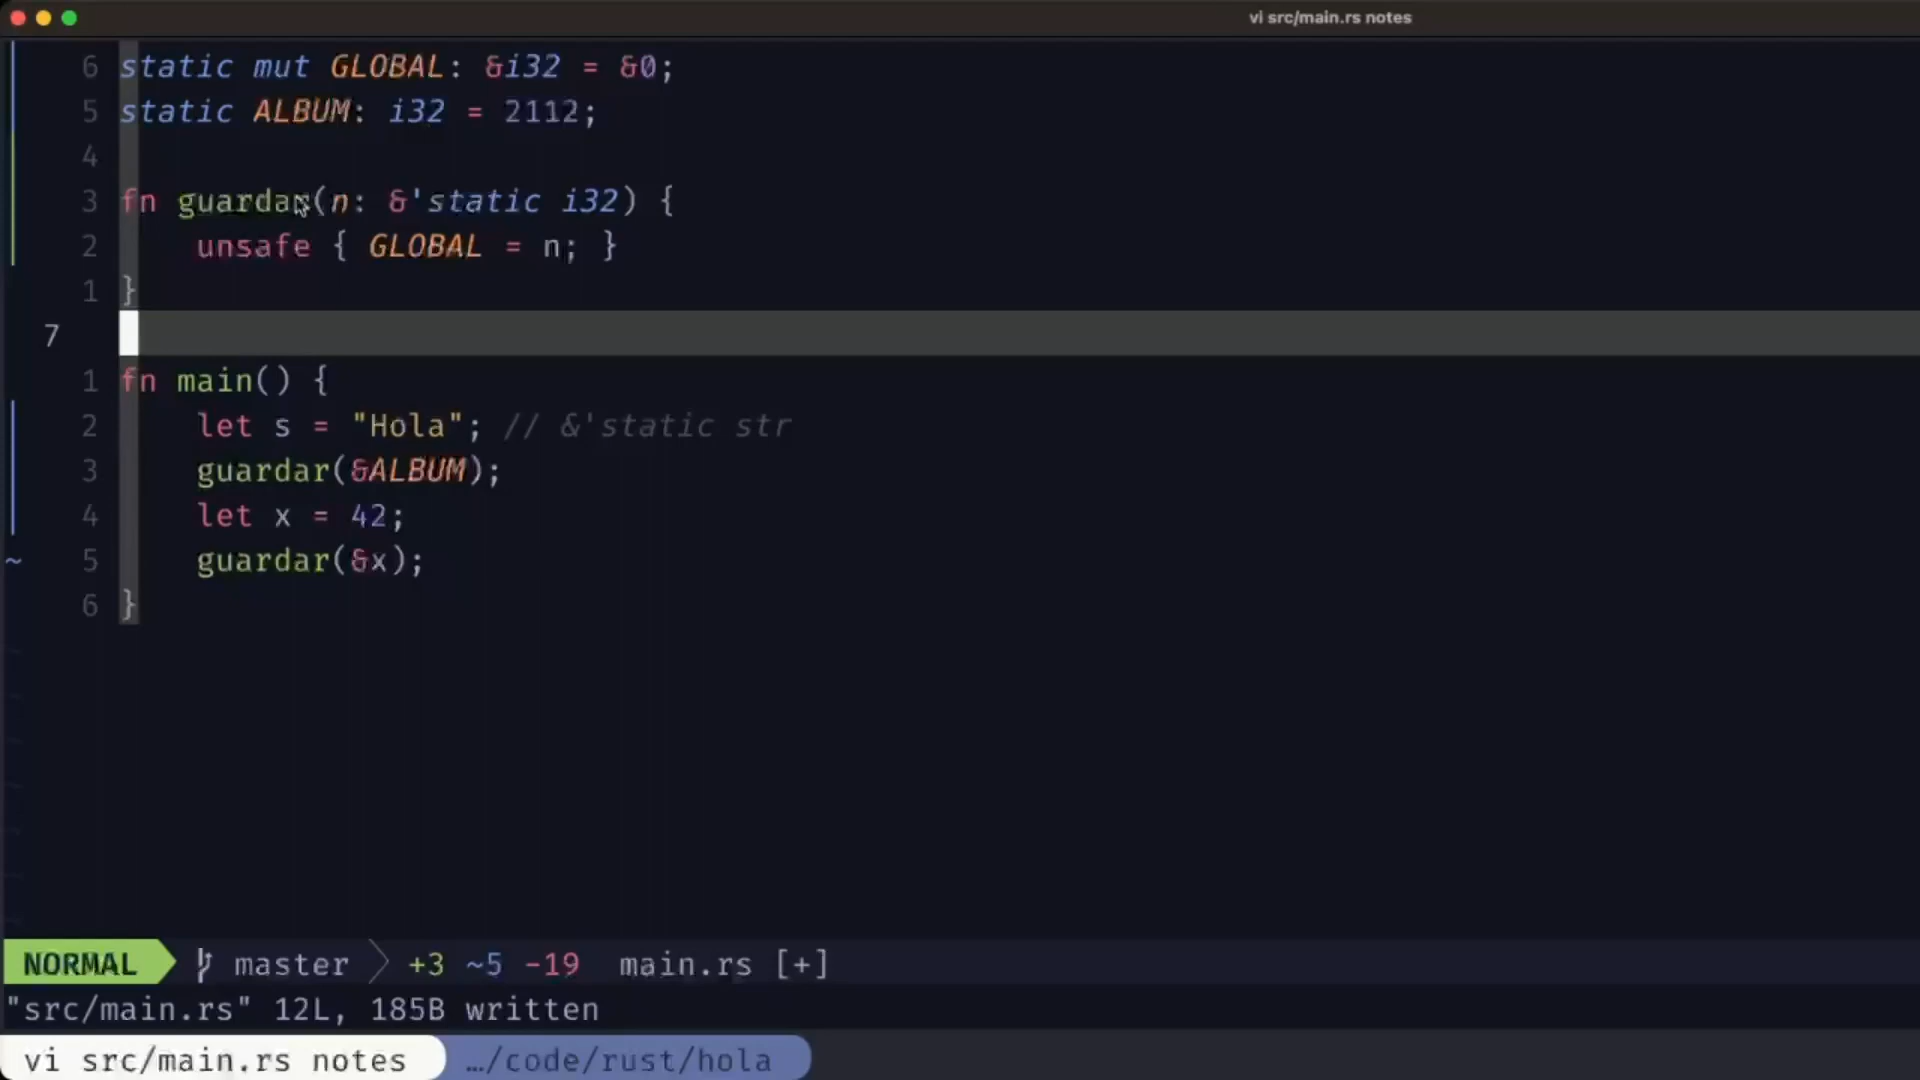 vi src/main.rs notes
6 static mut GLOBAL: &i32 = &0;
5 static ALBUM: i32 = 2112;
4
3 fn guardar(n: &'static i32) {
2     unsafe { GLOBAL = n; }
1 }
7
1 fn main() {
2     let s = "Hola"; // &'static str
3     guardar(&ALBUM);
4     let x = 42;
~ 5     guardar(&x);
6 }
NORMAL master +3 ~5 -19 main.rs [+]
"src/main.rs" 12L, 185B written
vi src/main.rs notes …/code/rust/hola